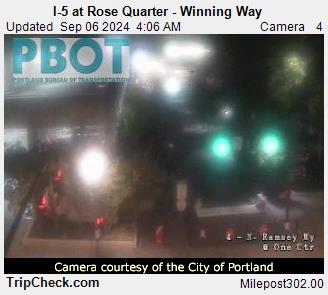 I-5 at Rose Quarter - Winning Way
Updated Sep 06 2024 4:06 AM Camera 4
PBOT
PORTLAND BUREAU OF TRANSPORTATION
4 - N. Ramsey Wy
@ One Ctr
Camera courtesy of the City of Portland
TripCheck.com Milepost302.00